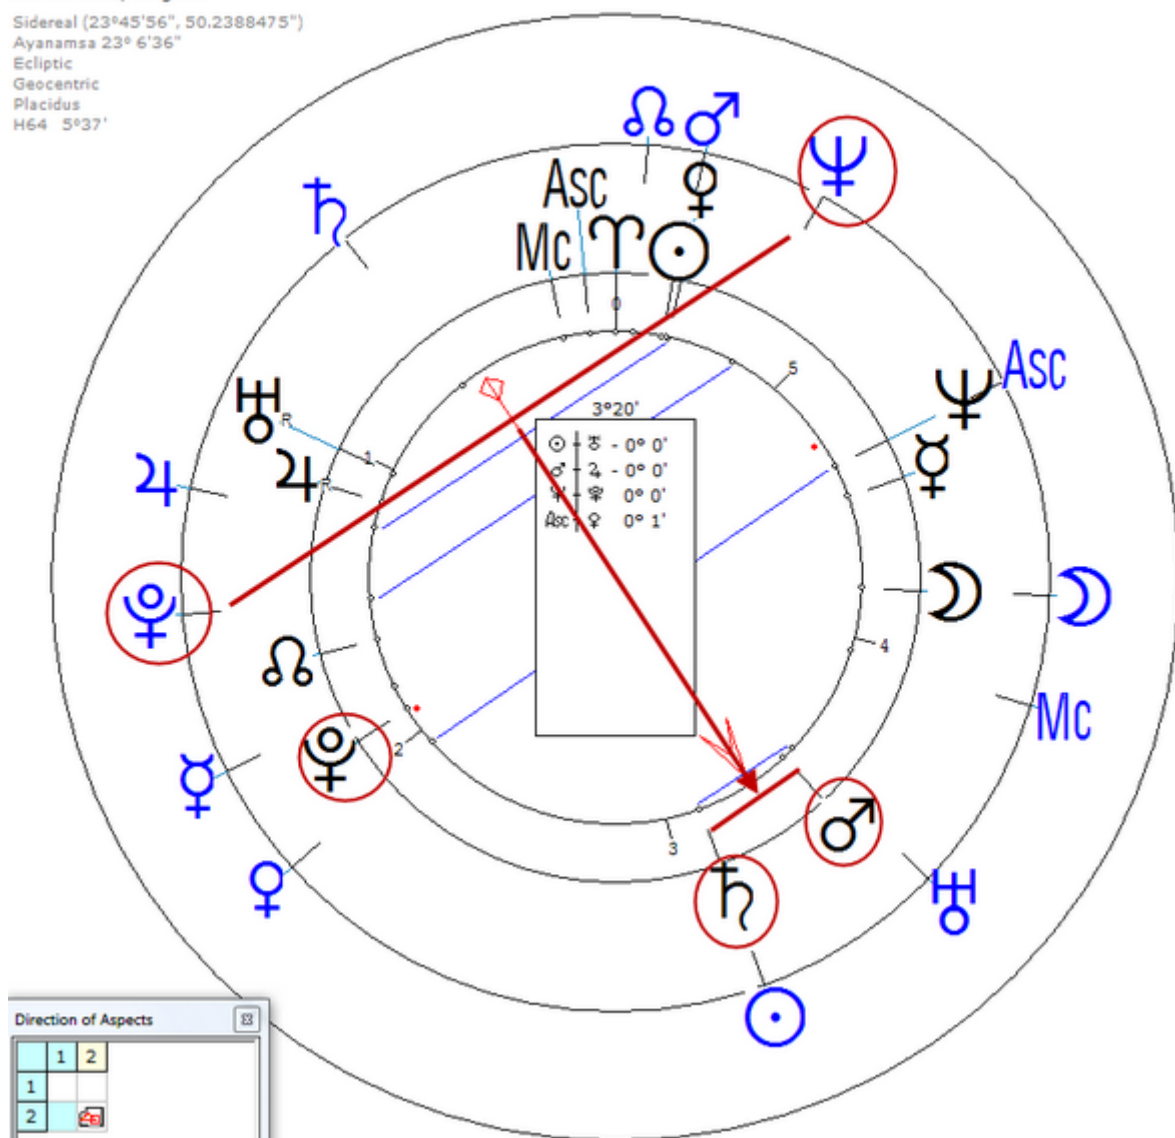 Sidereal (23°45'56", 50.2388475")
Ayanamsa 23° 6'36"
Ecliptic
Geocentric
Placidus
H64 5°37'
☊ ♂ ♆
♄
Asc ♀
Mc ♈ ☉
0
5
♅ R
♆ Asc
1
♃ ♃ R
☿
3°20'
☉ ♅ - 0° 0'
♂ ♃ - 0° 0'
♆ 0° 0'
Asc ♀ 0° 1'
☽ ☽
☊
4
Mc
2
☿
3
♂
♀
♄
♅
☉
Direction of Aspects
1 2
1
2